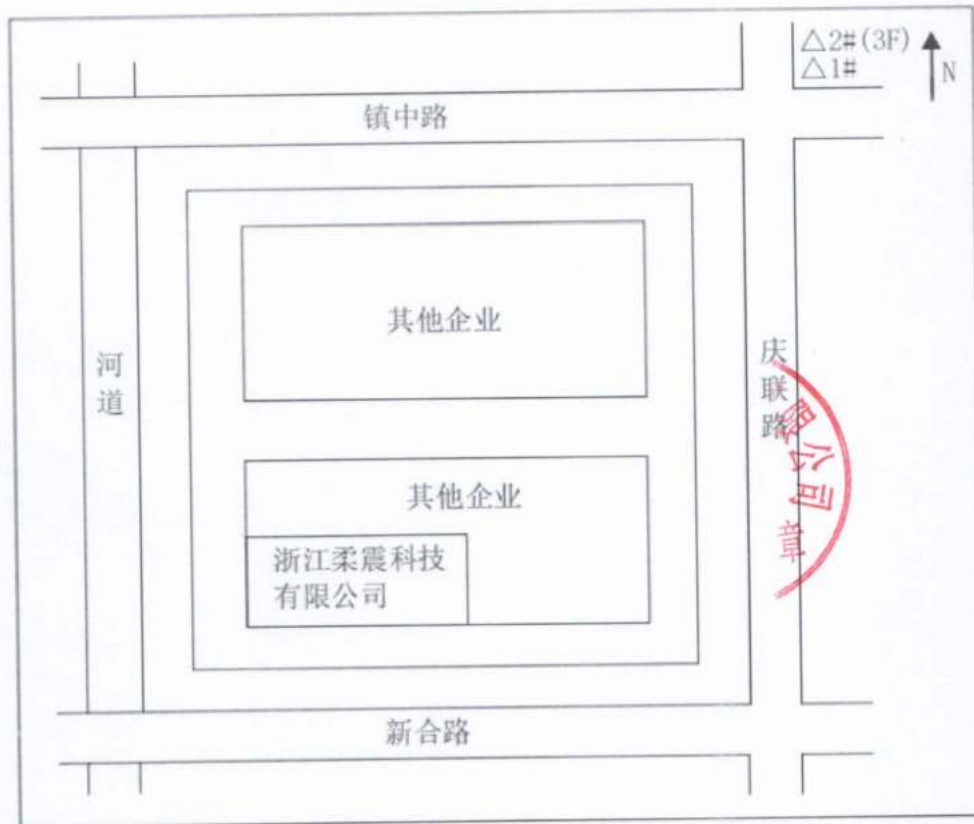 △2#(3F)
△1#
N
镇中路
其他企业
河道
庆联路
其他企业
浙江柔震科技
有限公司
限公司
章
新合路